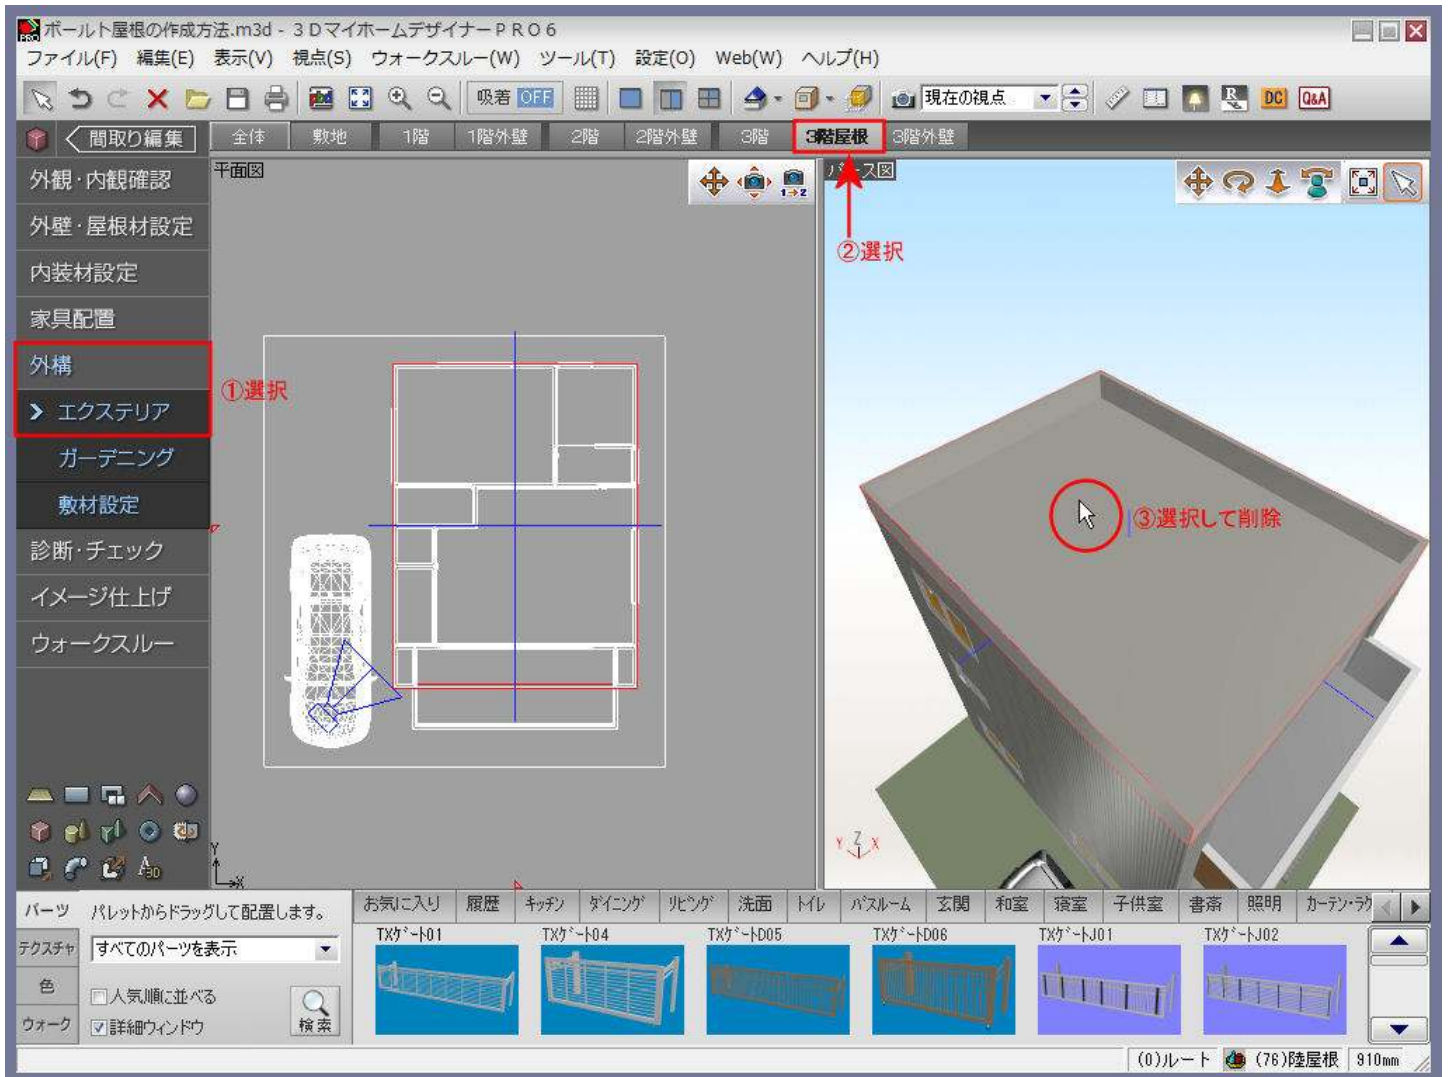 ボールト屋根の作成方法.m3d - 3DマイホームデザイナーPRO6
ファイル(F) 編集(E) 表示(V) 視点(S) ウォークスルー(W) ツール(T) 設定(O) Web(W) ヘルプ(H)
吸着 OFF 現在の視点 DC Q&A
間取り編集 全体 敷地 1階 1階外壁 2階 2階外壁 3階 3階屋根 3階外壁
平面図
パース図
1→2
②選択
外観・内観確認
外壁・屋根材設定
内装材設定
家具配置
外構
①選択
エクステリア
ガーデニング
敷材設定
③選択して削除
診断・チェック
イメージ仕上げ
ウォークスルー
Y Z X
Y
X
パーツ パレットからドラッグして配置します。
お気に入り 履歴 キッチン ダイニング リビング 洗面 トイレ バスルーム 玄関 和室 寝室 子供室 書斎 照明 カーテン・ラグ
テクスチャ すべてのパーツを表示
TXゲート01 TXゲート04 TXゲートD05 TXゲートD06 TXゲートJ01 TXゲートJ02
色 人気順に並べる
ウォーク 詳細ウィンドウ 検索
(0)ルート (76)陸屋根 910mm